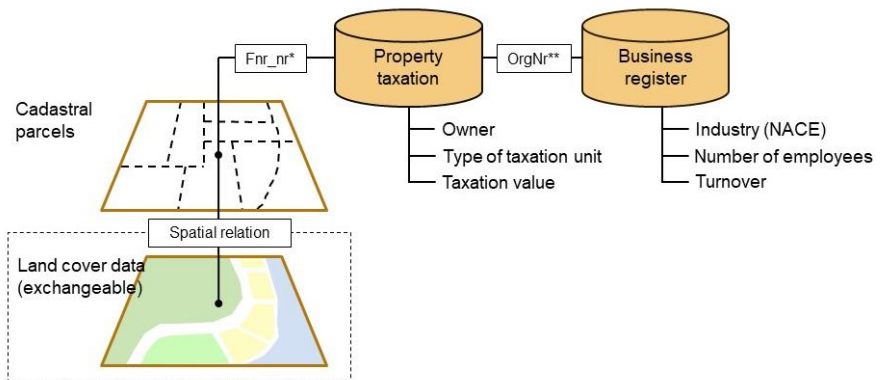 Fnr_nr*
Property
taxation
OrgNr**
Business
register
Cadastral
parcels
Owner
Type of taxation unit
Taxation value
Industry (NACE)
Number of employees
Turnover
Spatial relation
Land cover data
(exchangeable)